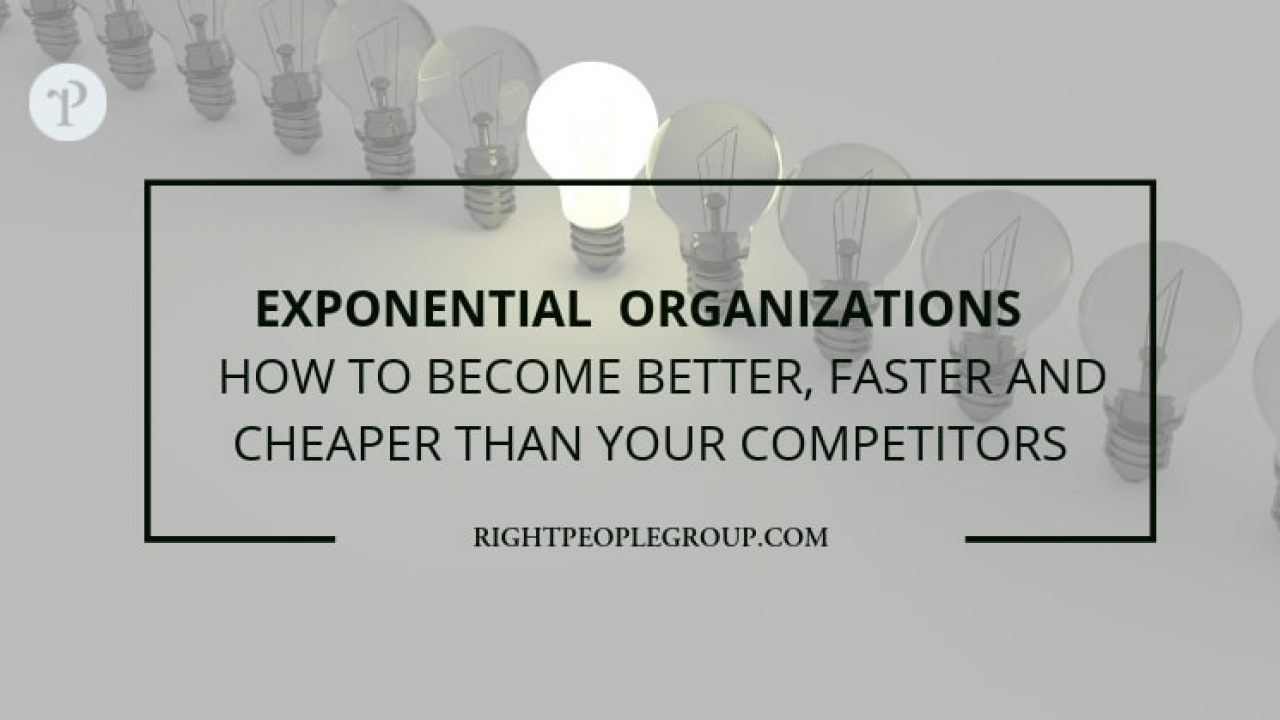 EXPONENTIAL ORGANIZATIONS
HOW TO BECOME BETTER, FASTER AND
CHEAPER THAN YOUR COMPETITORS
RIGHTPEOPLEGROUP.COM